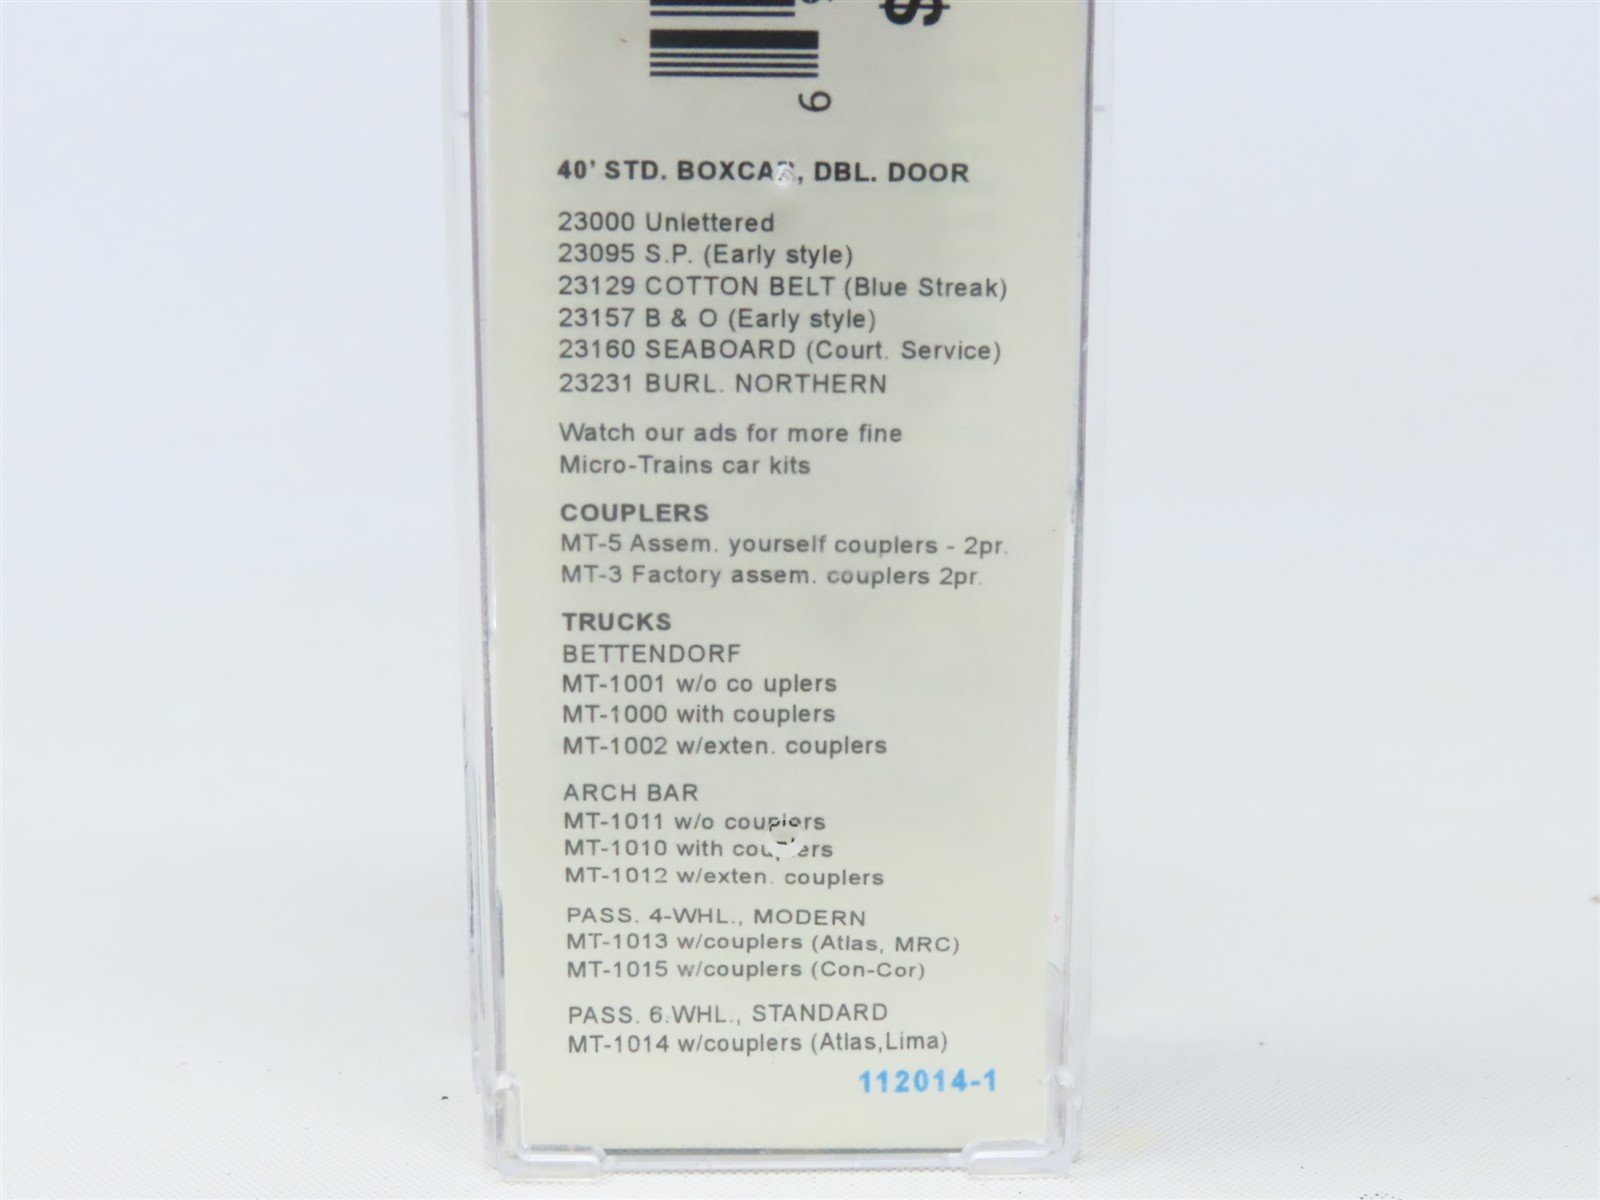 $
9
40' STD. BOXCAR, DBL. DOOR
23000 Unlettered
23095 S.P. (Early style)
23129 COTTON BELT (Blue Streak)
23157 B & O (Early style)
23160 SEABOARD (Court. Service)
23231 BURL. NORTHERN
Watch our ads for more fine
Micro-Trains car kits
COUPLERS
MT-5 Assem. yourself couplers - 2pr.
MT-3 Factory assem. couplers 2pr.
TRUCKS
BETTENDORF
MT-1001 w/o co uplers
MT-1000 with couplers
MT-1002 w/exten. couplers
ARCH BAR
MT-1011 w/o couplers
MT-1010 with couplers
MT-1012 w/exten. couplers
PASS. 4-WHL., MODERN
MT-1013 w/couplers (Atlas, MRC)
MT-1015 w/couplers (Con-Cor)
PASS. 6.WHL., STANDARD
MT-1014 w/couplers (Atlas,Lima)
112014-1